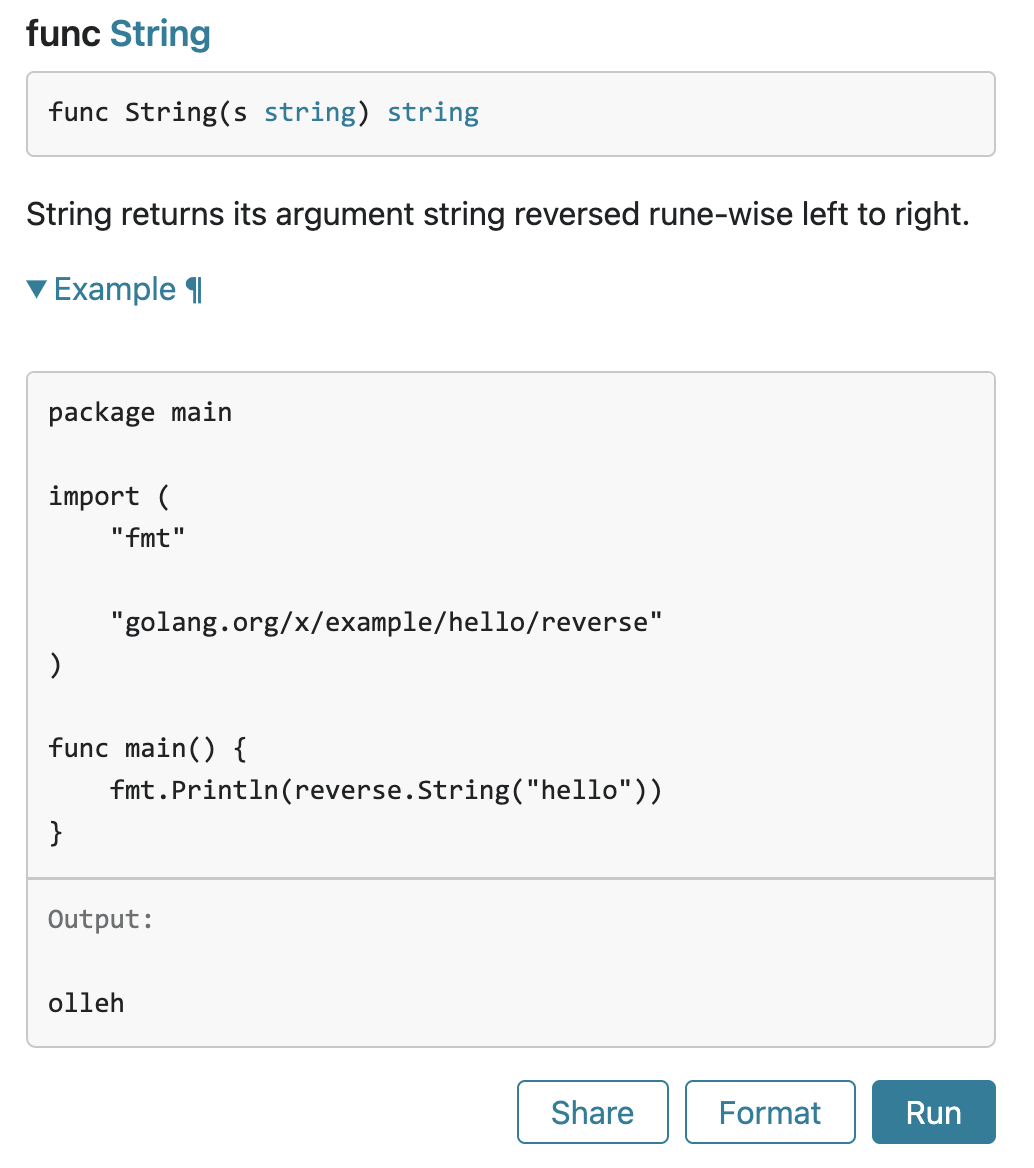 func String
func String(s string) string
String returns its argument string reversed rune-wise left to right.
▼ Example ¶
package main
import (
    "fmt"
    "golang.org/x/example/hello/reverse"
)
func main() {
    fmt.Println(reverse.String("hello"))
}
Output:
olleh
Share Format Run